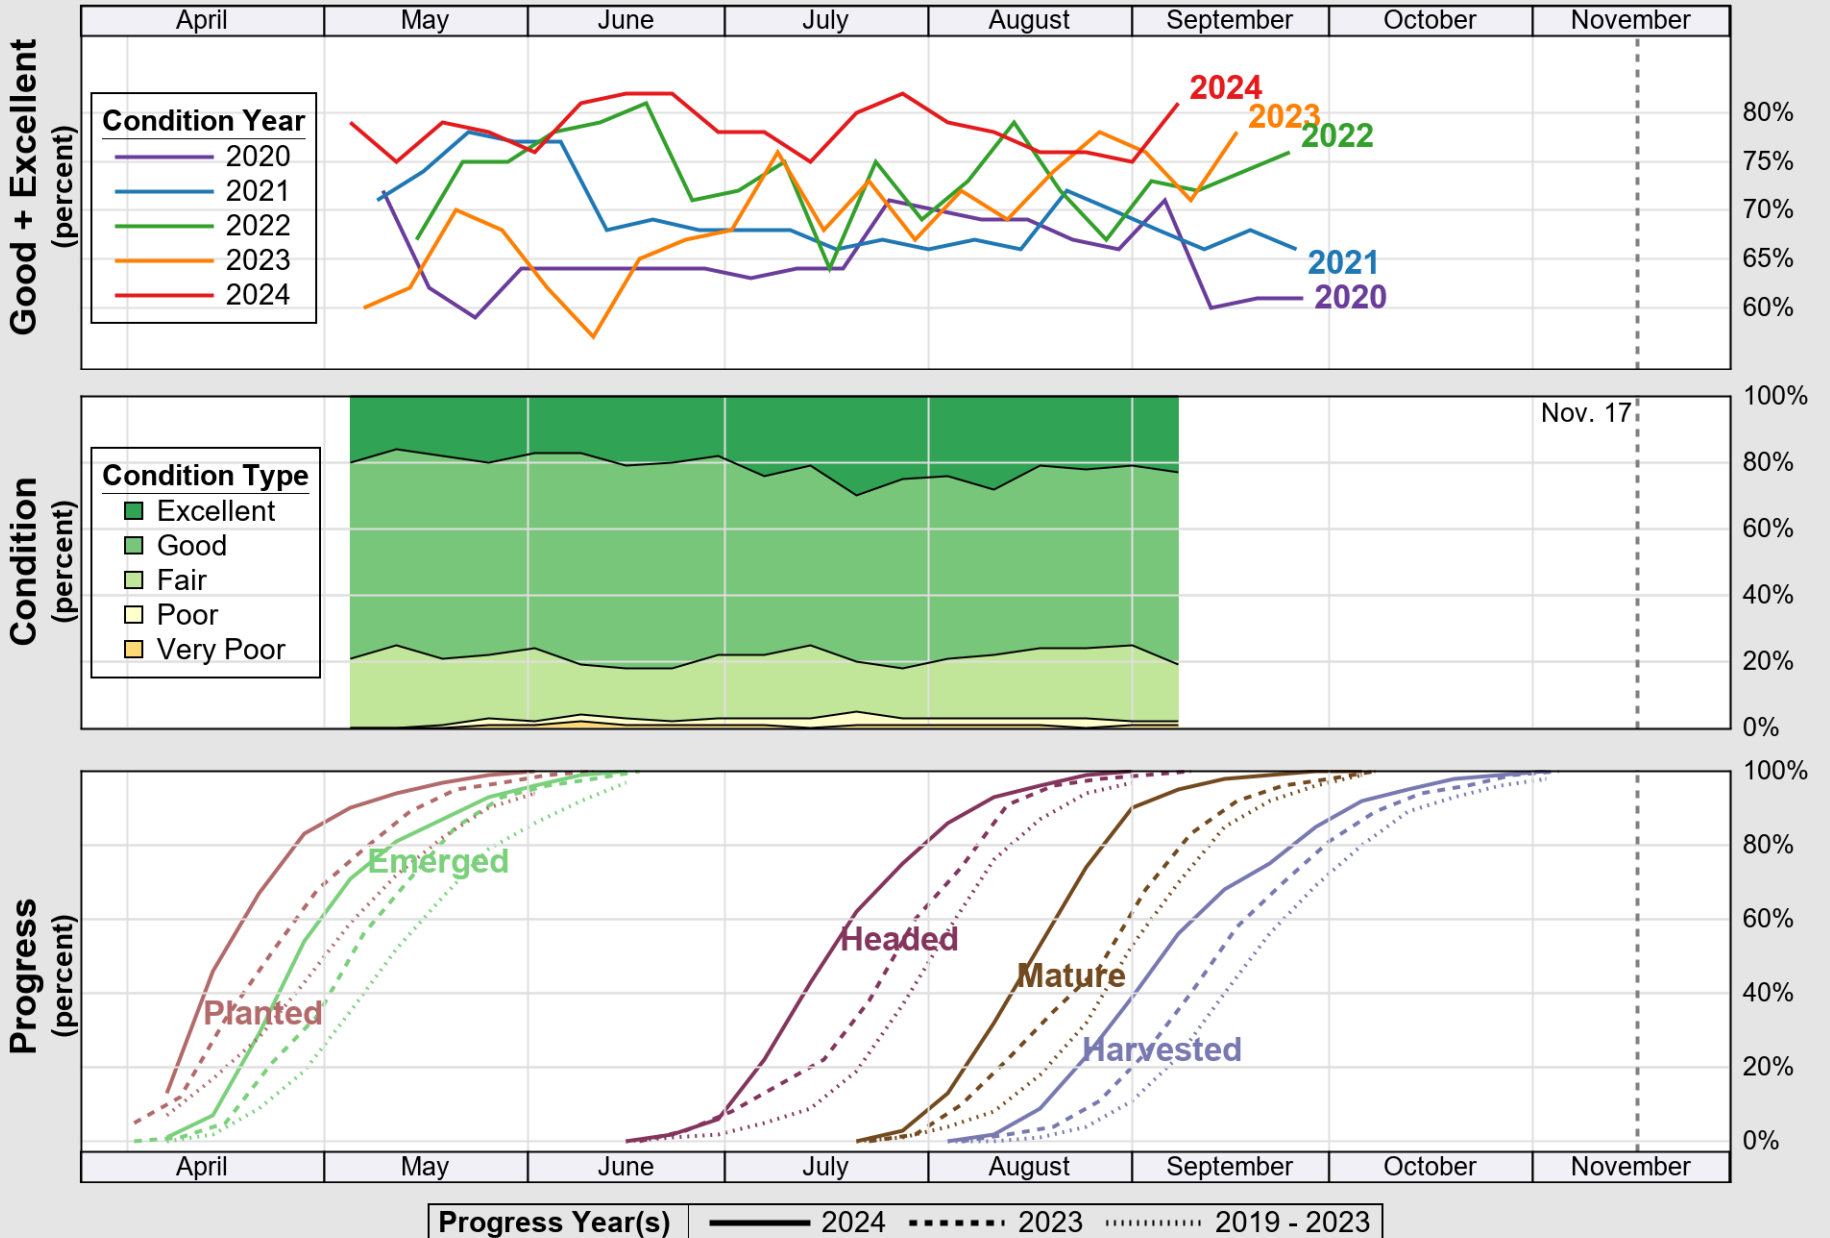 April May June July August September October November
Good + Excellent
(percent)
Condition Year
2020
2021
2022
2023
2024
2024
2023
2022
2021
2020
80%
75%
70%
65%
60%
Condition
(percent)
Condition Type
Excellent
Good
Fair
Poor
Very Poor
Nov. 17
100%
80%
60%
40%
20%
0%
Progress
(percent)
Planted
Emerged
Headed
Mature
Harvested
100%
80%
60%
40%
20%
0%
April May June July August September October November
Progress Year(s) 2024 2023 2019 - 2023